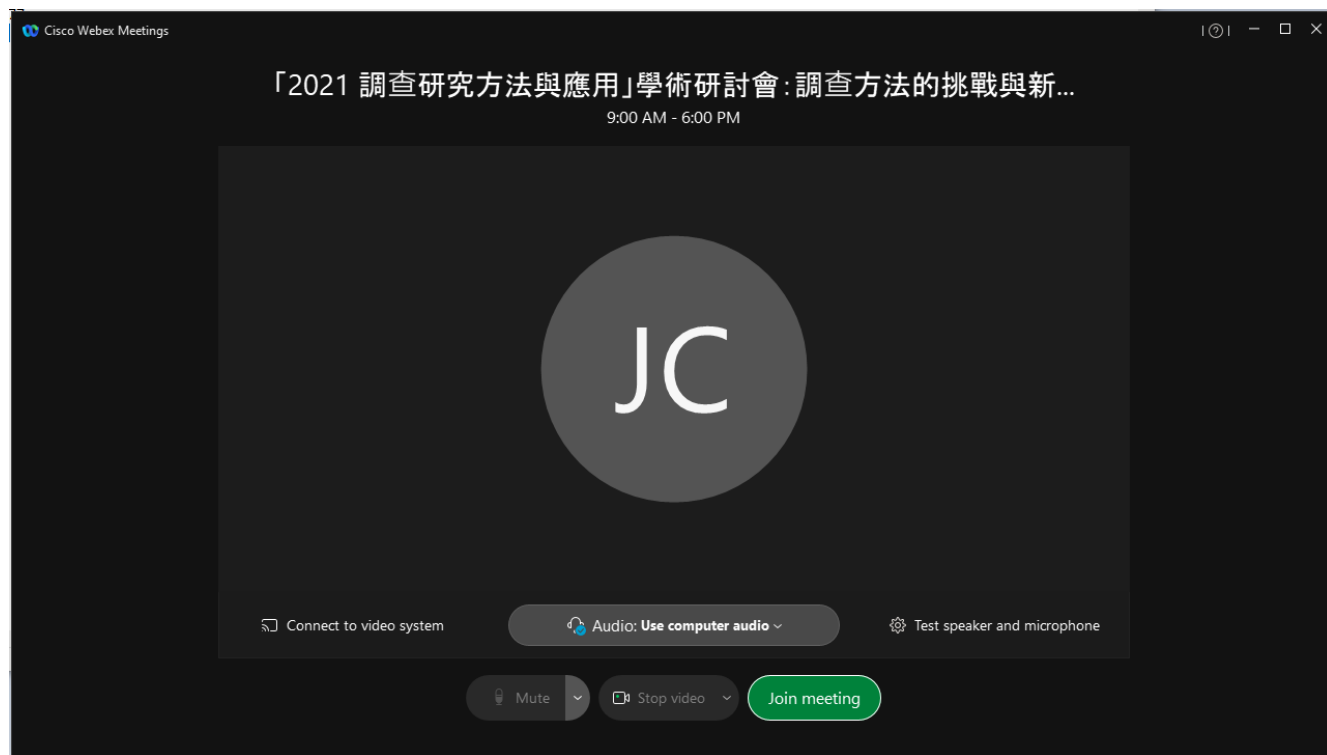 Cisco Webex Meetings
「2021 調查研究方法與應用」學術研討會:調查方法的挑戰與新...
9:00 AM - 6:00 PM
JC
Connect to video system
Audio: Use computer audio
Test speaker and microphone
Mute
Stop video
Join meeting